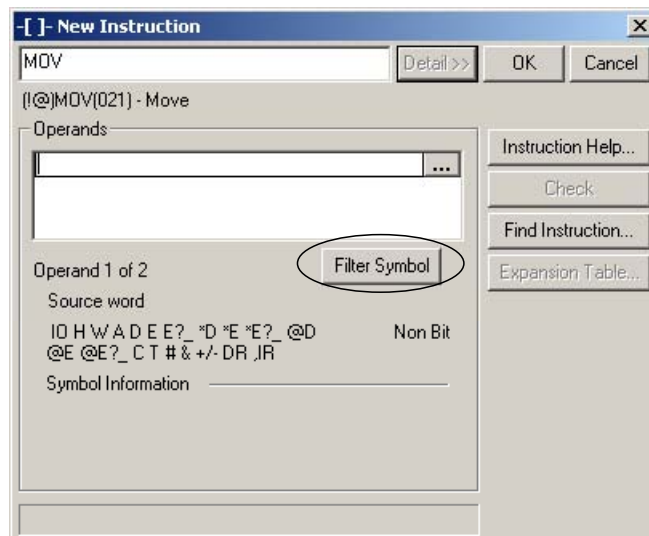 -[ ]- New Instruction
MOV
Detail >>
OK
Cancel
(!@)MOV(021) - Move
Operands
...
Instruction Help...
Check
Find Instruction...
Expansion Table...
Operand 1 of 2
Filter Symbol
Source word
IO H W A D E E?_ *D *E *E?_ @D
@E @E?_ C T # & +/- DR ,IR
Non Bit
Symbol Information